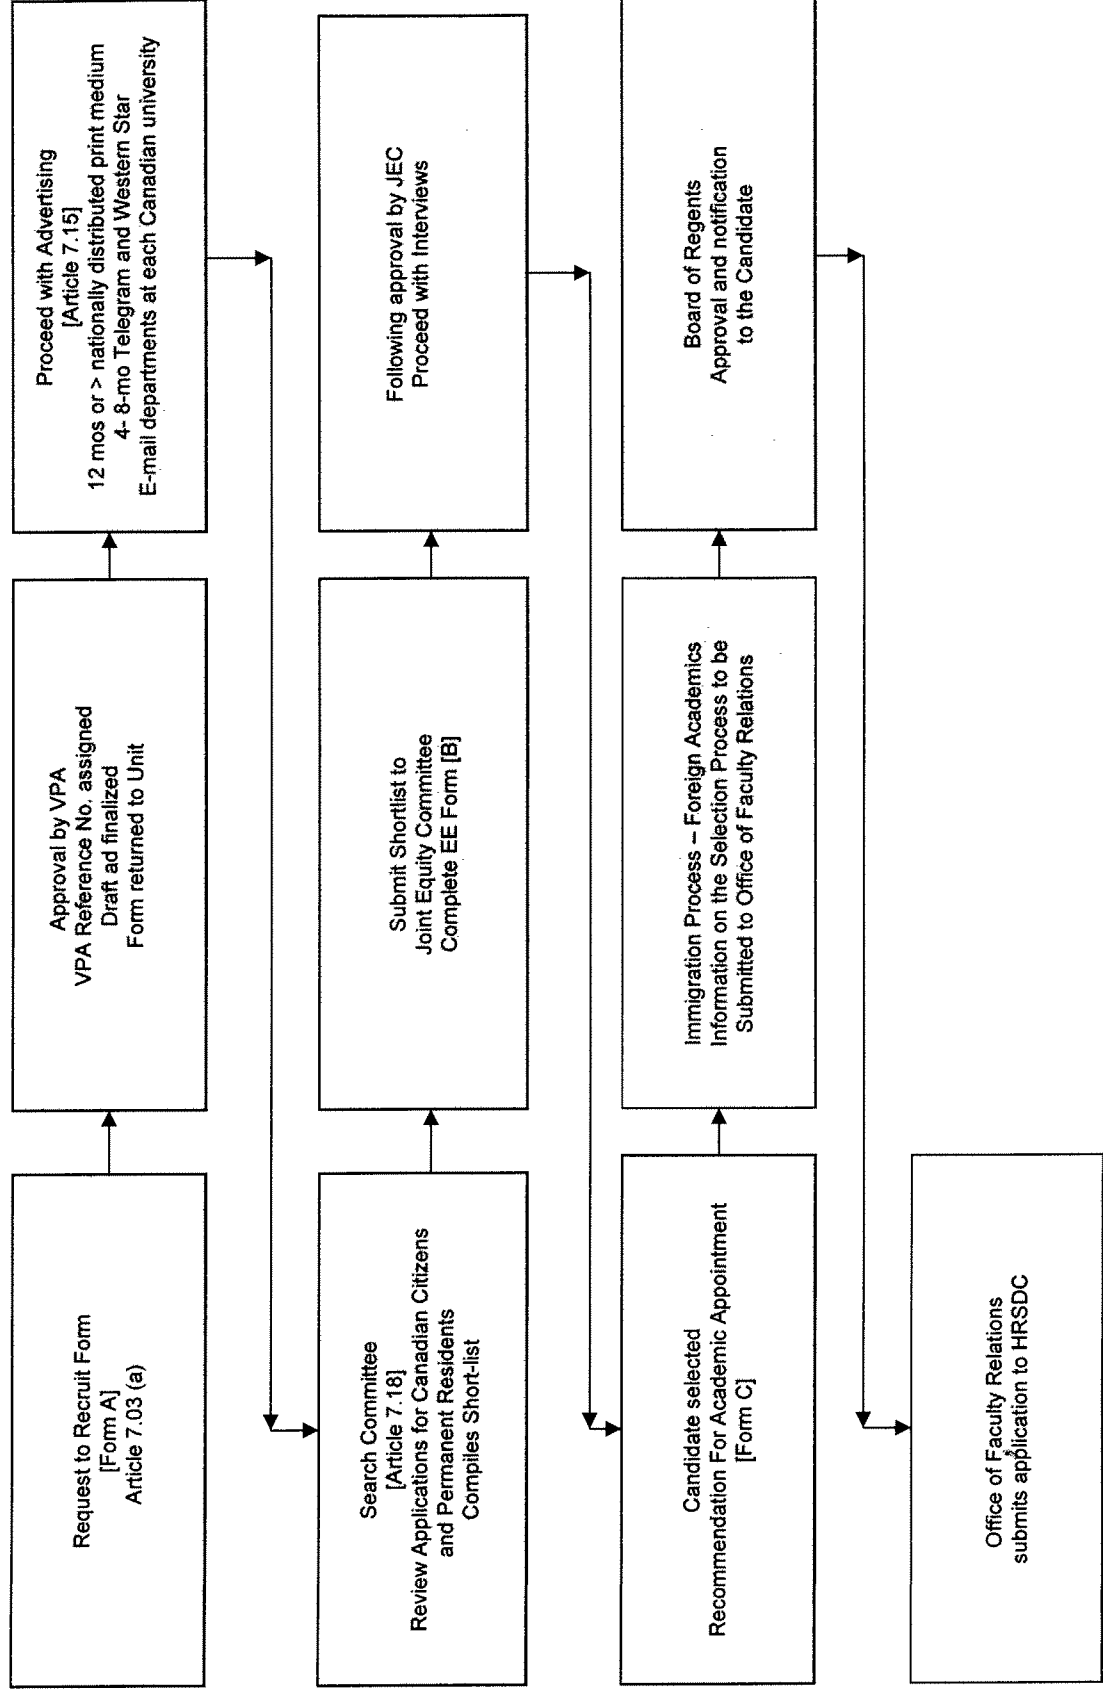 Request to Recruit Form
[Form A]
Article 7.03 (a)
Approval by VPA
VPA Reference No. assigned
Draft ad finalized
Form returned to Unit
Proceed with Advertising
[Article 7.15]
12 mos or > nationally distributed print medium
4- 8-mo Telegram and Western Star
E-mail departments at each Canadian university
Search Committee
[Article 7.18]
Review Applications for Canadian Citizens
and Permanent Residents
Compiles Short-list
Submit Shortlist to
Joint Equity Committee
Complete EE Form [B]
Following approval by JEC
Proceed with Interviews
Candidate selected
Recommendation For Academic Appointment
[Form C]
Immigration Process – Foreign Academics
Information on the Selection Process to be
Submitted to Office of Faculty Relations
Board of Regents
Approval and notification
to the Candidate
Office of Faculty Relations
submits application to HRSDC